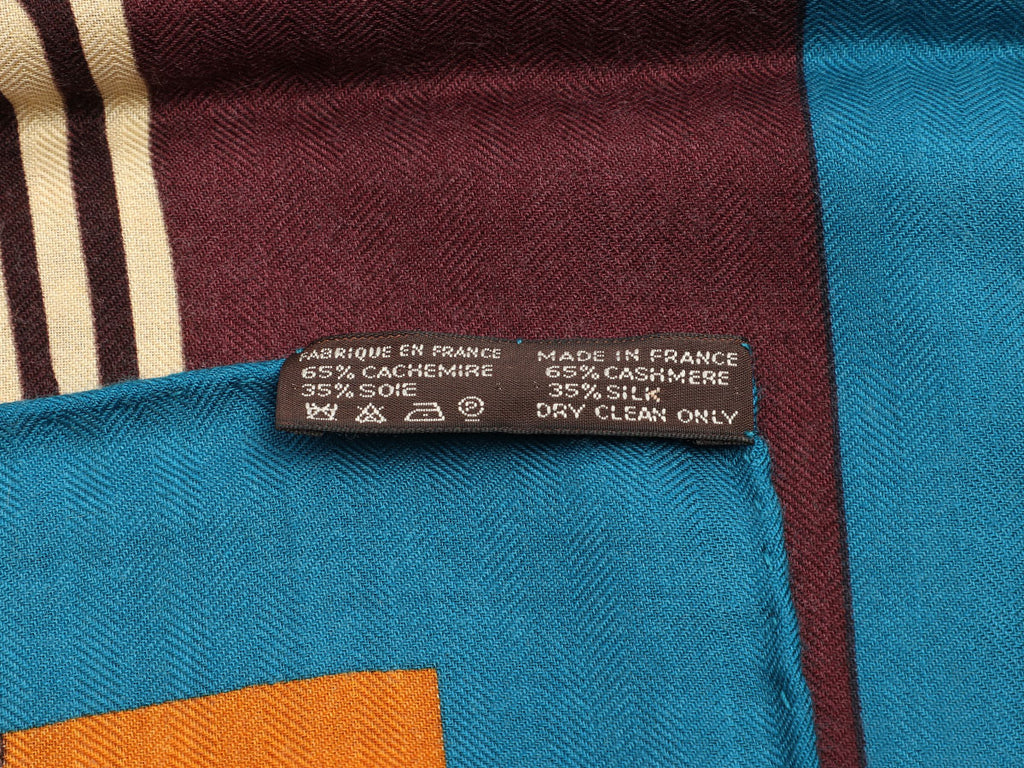 FABRIQUE EN FRANCE
65% CACHEMIRE
35% SOIE
P
MADE IN FRANCE
65% CASHMERE
35% SILK
DRY CLEAN ONLY